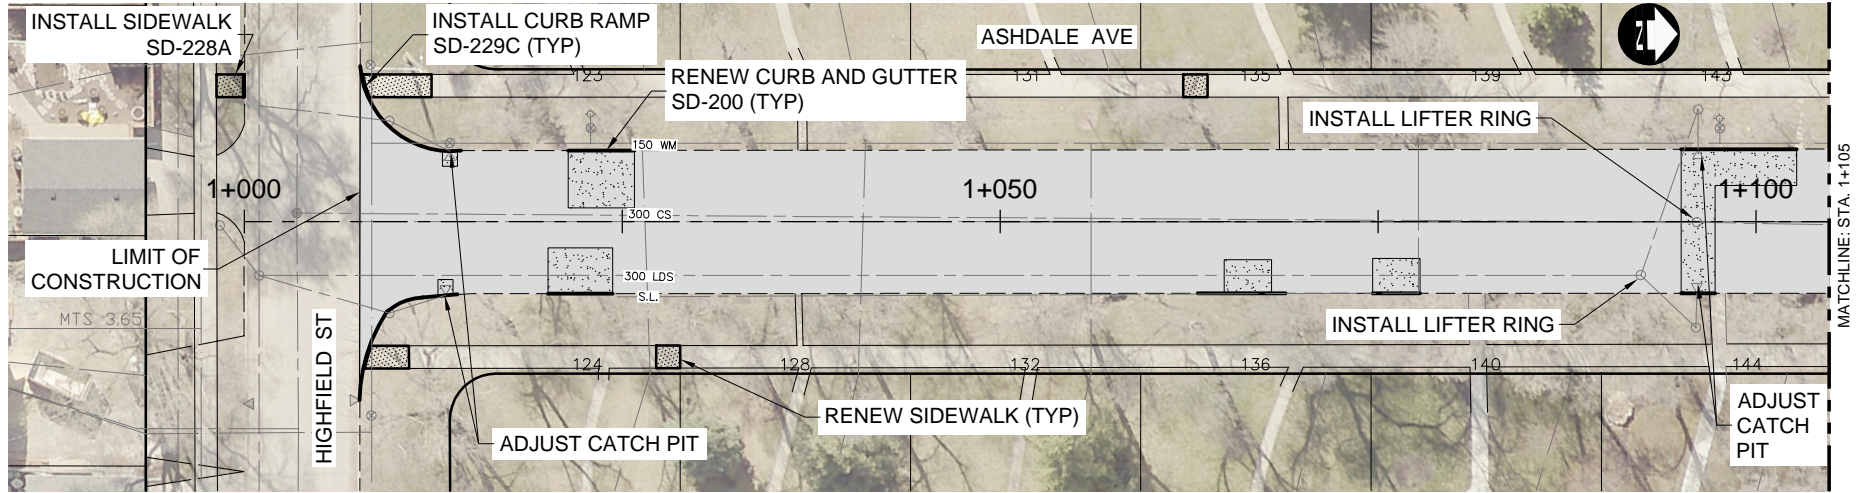 INSTALL SIDEWALK
SD-228A
INSTALL CURB RAMP
SD-229C (TYP)
ASHDALE AVE
N
123
131
135
139
143
RENEW CURB AND GUTTER
SD-200 (TYP)
INSTALL LIFTER RING
150 WM
1+000
1+050
1+100
300 CS
LIMIT OF
CONSTRUCTION
300 LDS
S.L.
MTS 3.65
HIGHFIELD ST
INSTALL LIFTER RING
124
128
132
136
140
144
RENEW SIDEWALK (TYP)
ADJUST CATCH PIT
ADJUST
CATCH
PIT
MATCHLINE: STA. 1+105